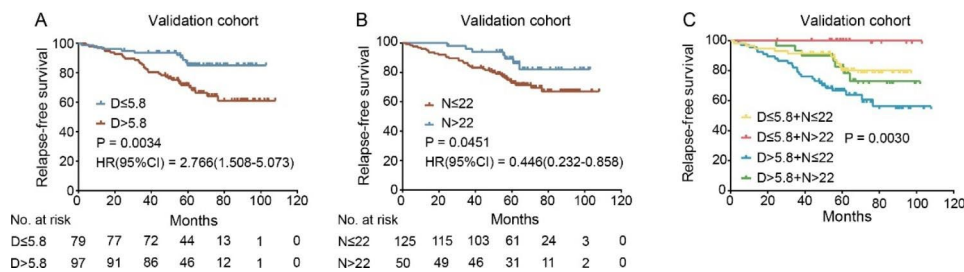 A
Validation cohort
Relapse-free survival
100
80
60
40
20
0
D≤5.8
D>5.8
P = 0.0034
HR(95%CI) = 2.766(1.508-5.073)
0 20 40 60 80 100 120
Months
No. at risk
D≤5.8 79 77 72 44 13 1 0
D>5.8 97 91 86 46 12 1 0
B
Validation cohort
Relapse-free survival
100
80
60
40
20
0
N≤22
N>22
P = 0.0451
HR(95%CI) = 0.446(0.232-0.858)
0 20 40 60 80 100 120
Months
No. at risk
N≤22 125 115 103 61 24 3 0
N>22 50 49 46 31 11 2 0
C
Validation cohort
Relapse-free survival
100
80
60
40
20
0
D≤5.8+N≤22
D≤5.8+N>22
D>5.8+N≤22
D>5.8+N>22
P = 0.0030
0 20 40 60 80 100 120
Months